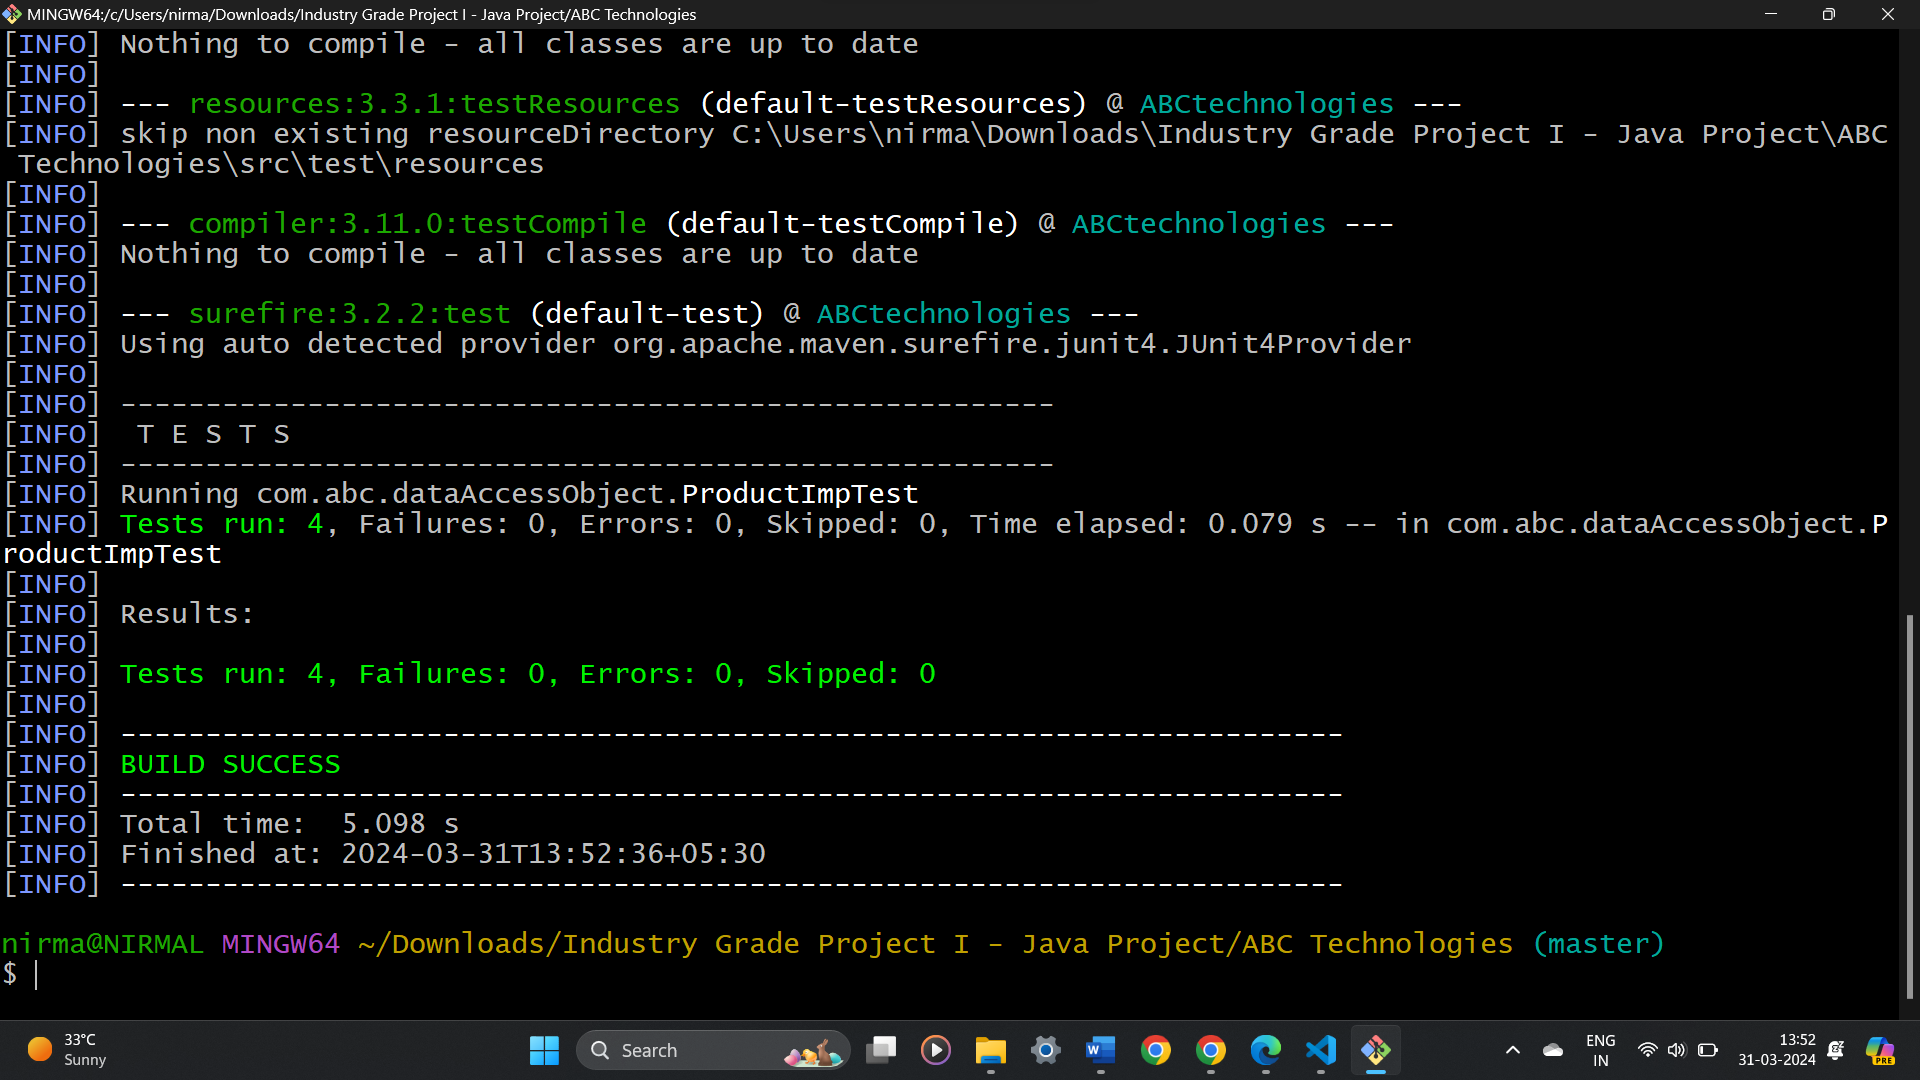 MINGW64:/c/Users/nirma/Downloads/Industry Grade Project I - Java Project/ABC Technologies
[INFO] Nothing to compile - all classes are up to date
[INFO]
[INFO] --- resources:3.3.1:testResources (default-testResources) @ ABCtechnologies ---
[INFO] skip non existing resourceDirectory C:\Users\nirma\Downloads\Industry Grade Project I - Java Project\ABC
Technologies\src\test\resources
[INFO]
[INFO] --- compiler:3.11.0:testCompile (default-testCompile) @ ABCtechnologies ---
[INFO] Nothing to compile - all classes are up to date
[INFO]
[INFO] --- surefire:3.2.2:test (default-test) @ ABCtechnologies ---
[INFO] Using auto detected provider org.apache.maven.surefire.junit4.JUnit4Provider
[INFO]
[INFO] -------------------------------------------------------
[INFO]  T E S T S
[INFO] -------------------------------------------------------
[INFO] Running com.abc.dataAccessObject.ProductImpTest
[INFO] Tests run: 4, Failures: 0, Errors: 0, Skipped: 0, Time elapsed: 0.079 s -- in com.abc.dataAccessObject.P
roductImpTest
[INFO]
[INFO] Results:
[INFO]
[INFO] Tests run: 4, Failures: 0, Errors: 0, Skipped: 0
[INFO]
[INFO] ------------------------------------------------------------------------
[INFO] BUILD SUCCESS
[INFO] ------------------------------------------------------------------------
[INFO] Total time:  5.098 s
[INFO] Finished at: 2024-03-31T13:52:36+05:30
[INFO] ------------------------------------------------------------------------
nirma@NIRMAL MINGW64 ~/Downloads/Industry Grade Project I - Java Project/ABC Technologies (master)
$
33°C
Sunny
Search
ENG
IN
13:52
31-03-2024
PRE